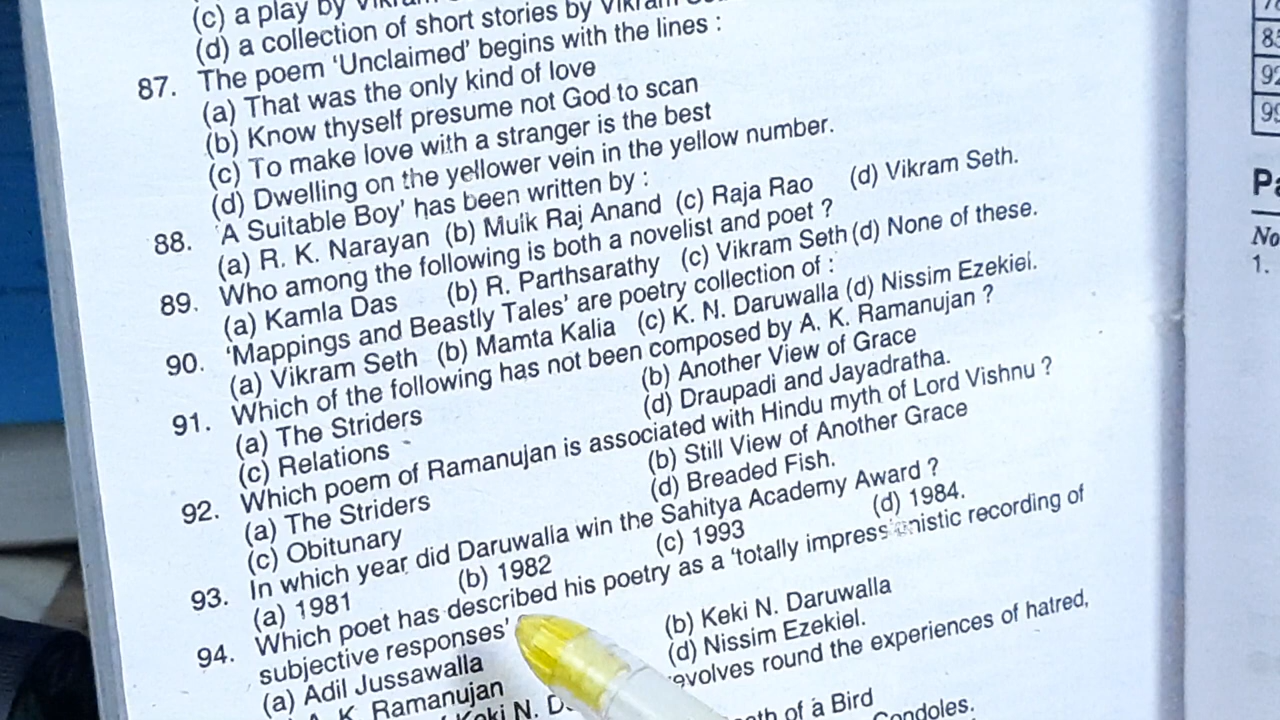 (c) a play by
(d) a collection of short stories by Vikram
87. The poem 'Unclaimed' begins with the lines :
(a) That was the only kind of love
(b) Know thyself presume not God to scan
(c) To make love with a stranger is the best
(d) Dwelling on the yellower vein in the yellow number.
88. 'A Suitable Boy' has been written by :
(a) R. K. Narayan (b) Mulk Raj Anand (c) Raja Rao (d) Vikram Seth.
89. Who among the following is both a novelist and poet ?
(a) Kamla Das (b) R. Parthsarathy (c) Vikram Seth (d) None of these.
90. 'Mappings and Beastly Tales' are poetry collection of :
(a) Vikram Seth (b) Mamta Kalia (c) K. N. Daruwalla (d) Nissim Ezekiel.
91. Which of the following has not been composed by A. K. Ramanujan ?
(a) The Striders (b) Another View of Grace
(c) Relations (d) Draupadi and Jayadratha.
92. Which poem of Ramanujan is associated with Hindu myth of Lord Vishnu ?
(a) The Striders (b) Still View of Another Grace
(c) Obitunary (d) Breaded Fish.
93. In which year did Daruwalla win the Sahitya Academy Award ?
(a) 1981 (b) 1982 (c) 1993 (d) 1984.
94. Which poet has described his poetry as a 'totally impress nistic recording of
subjective responses'
(a) Adil Jussawalla (b) Keki N. Daruwalla
K. Ramanujan (d) Nissim Ezekiel.
Keki N. evolves round the experiences of hatred,
of a Bird
Gondoles.
No
1.